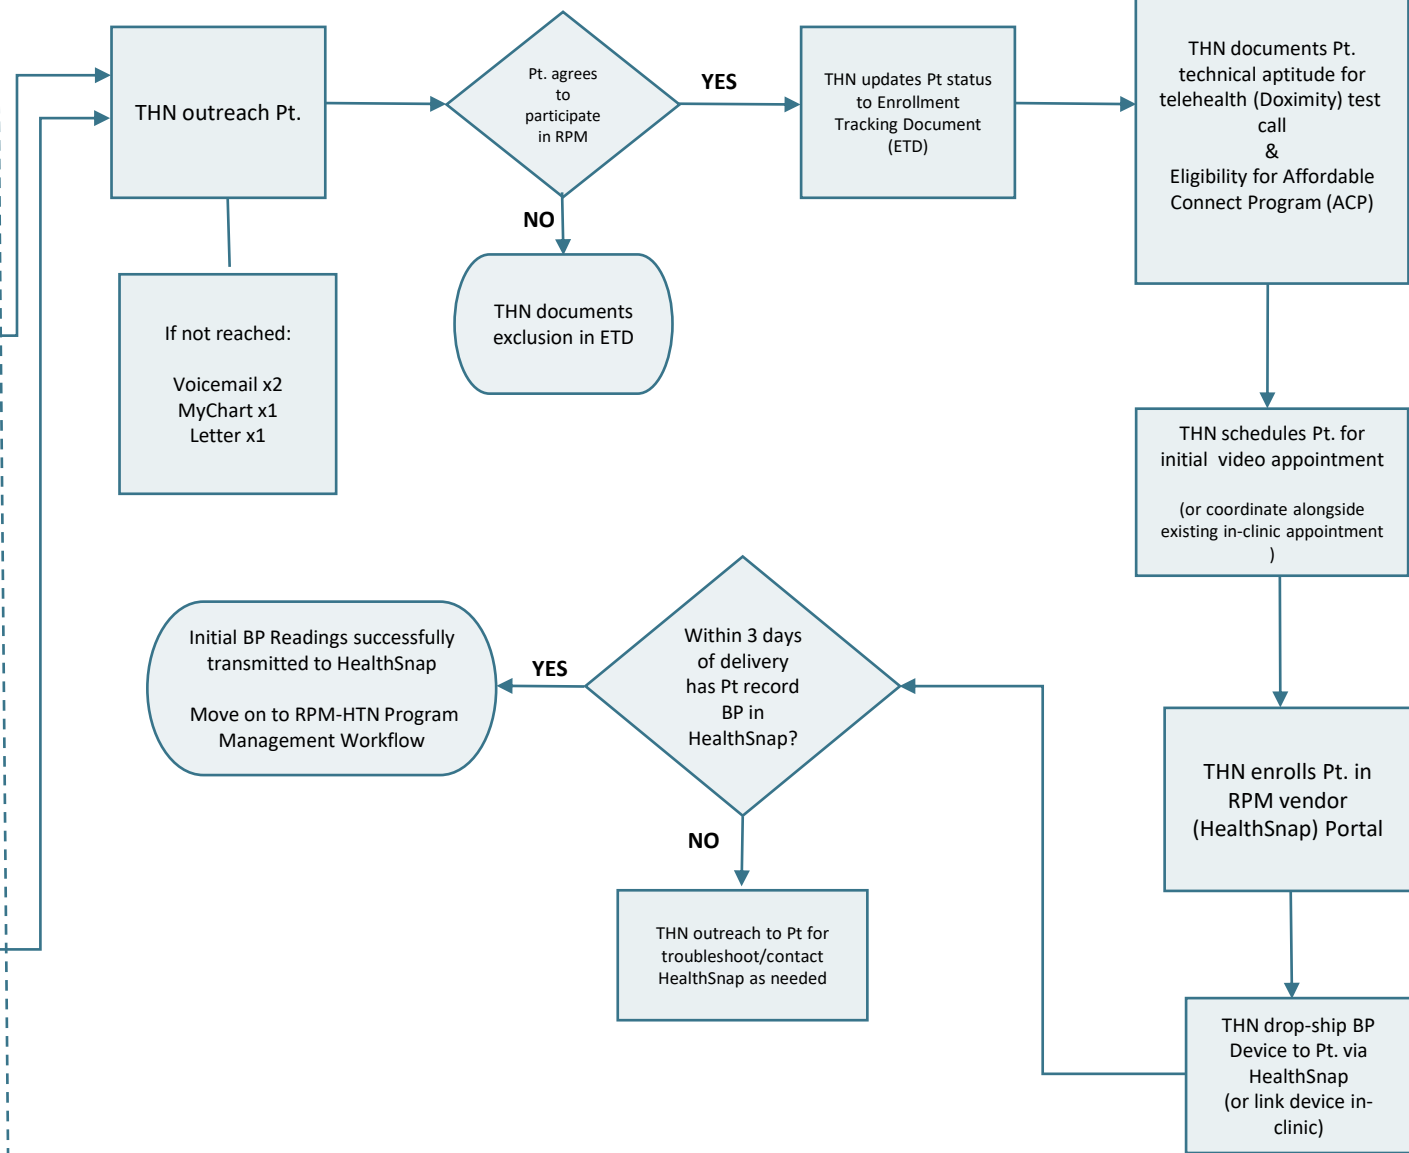 THN outreach Pt.
If not reached:
Voicemail x2
MyChart x1
Letter x1
Pt. agrees
to
participate
in RPM
YES
NO
THN documents
exclusion in ETD
THN updates Pt status
to Enrollment
Tracking Document
(ETD)
THN documents Pt.
technical aptitude for
telehealth (Doximity) test
call
&
Eligibility for Affordable
Connect Program (ACP)
THN schedules Pt. for
initial video appointment
(or coordinate alongside
existing in-clinic appointment
)
THN enrolls Pt. in
RPM vendor
(HealthSnap) Portal
THN drop-ship BP
Device to Pt. via
HealthSnap
(or link device in-
clinic)
Within 3 days
of delivery
has Pt record
BP in
HealthSnap?
YES
Initial BP Readings successfully
transmitted to HealthSnap
Move on to RPM-HTN Program
Management Workflow
NO
THN outreach to Pt for
troubleshoot/contact
HealthSnap as needed